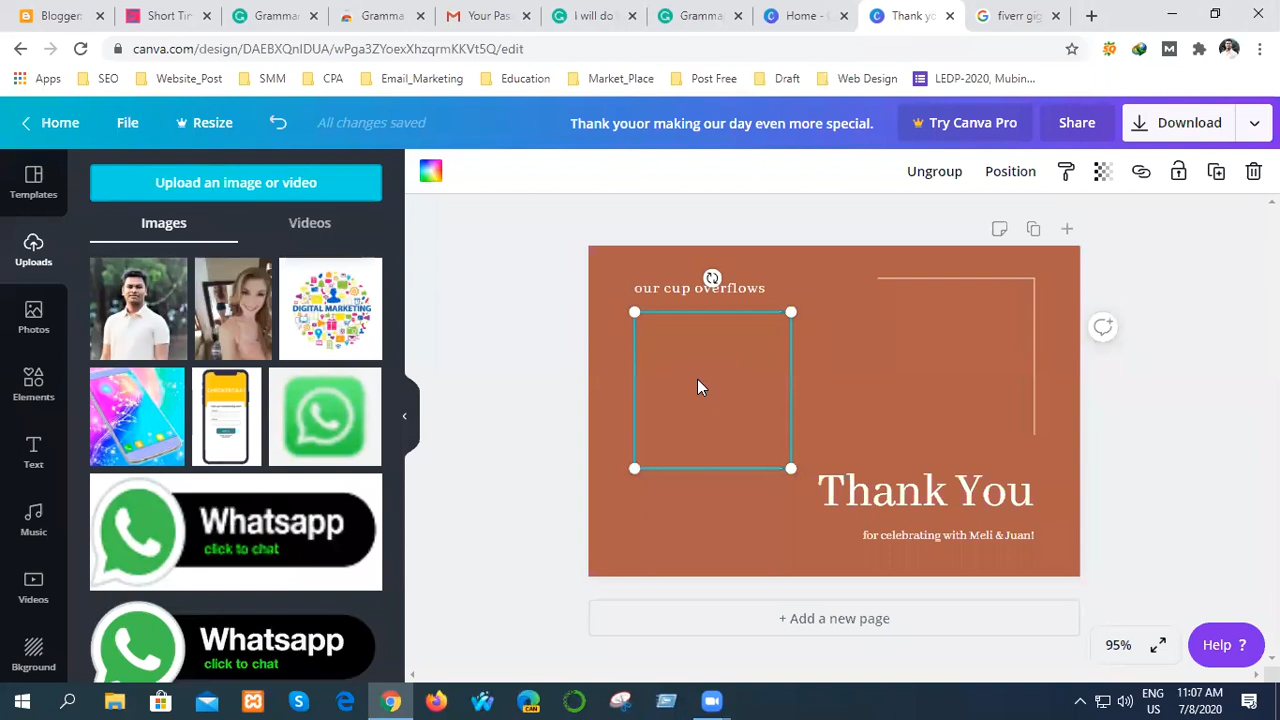 Blogger:
Short Tin
Grammar
Gramma
Your Pas
I will do
Gramma
Home -
Thank yo
fiverr gig
canva.com/design/DAEBXQnIDUA/wPga3ZYoexXhzqrmKKVt5Q/edit
Apps
SEO
Website_Post
SMM
CPA
Email_Marketing
Education
Market_Place
Post Free
Draft
Web Design
LEDP-2020, Mubin...
Home
File
Resize
All changes saved
Thank youor making our day even more special.
Try Canva Pro
Share
Download
Templates
Upload an image or video
Ungroup
Position
Images
Videos
Uploads
Photos
Elements
Text
Music
Videos
Bkground
DIGITAL MARKETING
Whatsapp
click to chat
Whatsapp
click to chat
our cup overflows
Thank You
for celebrating with Meli & Juan!
+ Add a new page
95%
Help ?
ENG
US
11:07 AM
7/8/2020